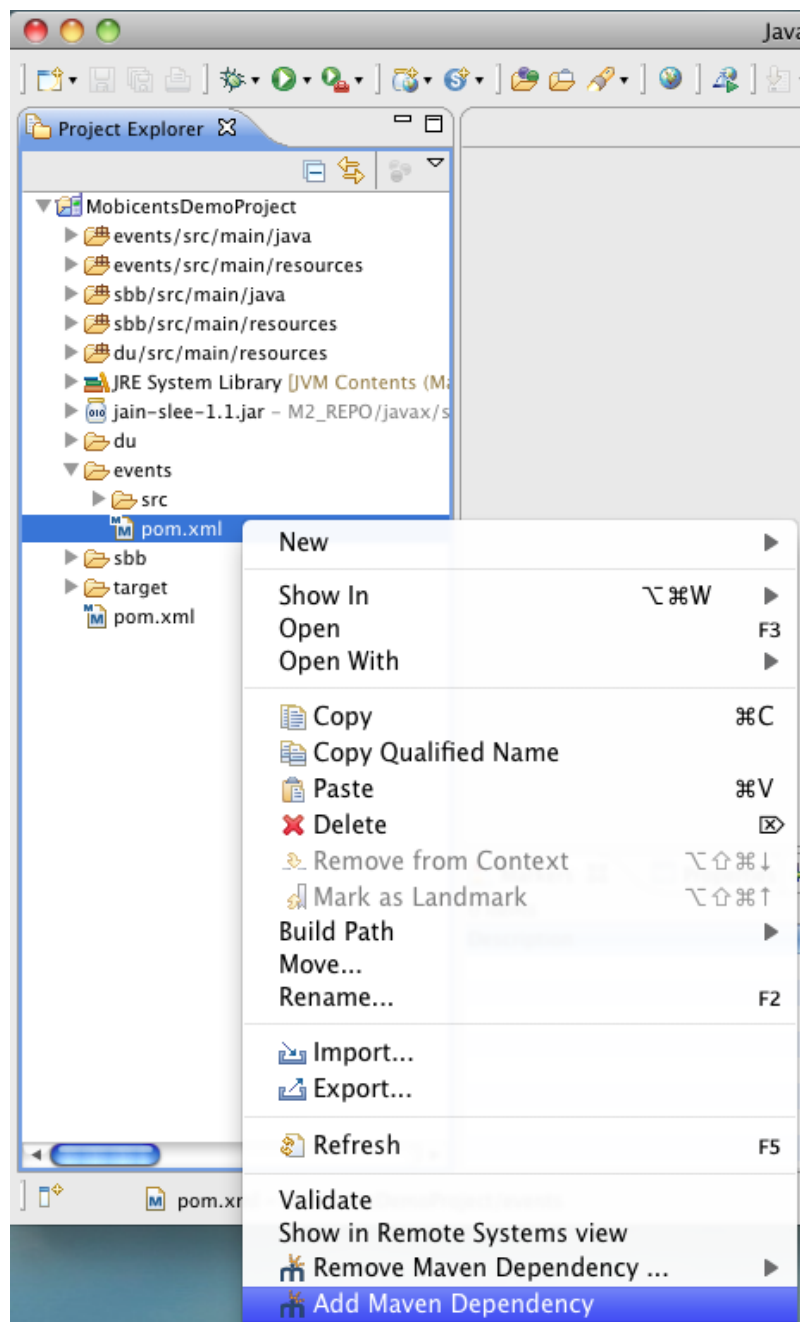 Java
Project Explorer
MobicentsDemoProject
events/src/main/java
events/src/main/resources
sbb/src/main/java
sbb/src/main/resources
du/src/main/resources
JRE System Library [JVM Contents (Ma
jain-slee-1.1.jar – M2_REPO/javax/s
du
events
src
pom.xml
sbb
target
pom.xml
New
Show In ⌥⌘W
Open F3
Open With
Copy ⌘C
Copy Qualified Name
Paste ⌘V
Delete ⌦
Remove from Context ⌥⇧⌘↓
Mark as Landmark ⌥⇧⌘↑
Build Path
Move...
Rename... F2
Import...
Export...
Refresh F5
pom.x
Validate
Show in Remote Systems view
Remove Maven Dependency ...
Add Maven Dependency